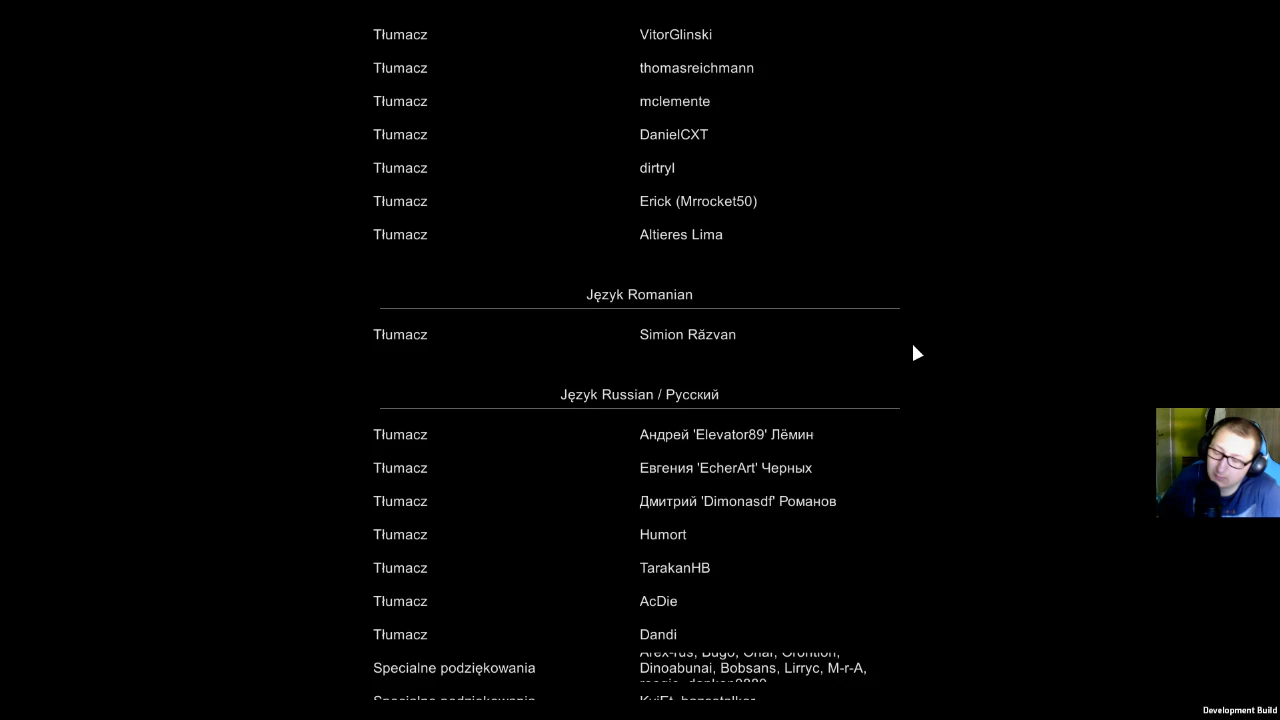 Tłumacz VitorGlinski
Tłumacz thomasreichmann
Tłumacz mclemente
Tłumacz DanielCXT
Tłumacz dirtryl
Tłumacz Erick (Mrrocket50)
Tłumacz Altieres Lima
Język Romanian
Tłumacz Simion Răzvan
Język Russian / Русский
Tłumacz Андрей 'Elevator89' Лёмин
Tłumacz Евгения 'EcherArt' Черных
Tłumacz Дмитрий 'Dimonasdf' Романов
Tłumacz Humort
Tłumacz TarakanHB
Tłumacz AcDie
Tłumacz Dandi
Specialne podziękowania Dinoabunai, Bobsans, Lirryc, M-r-A,
Specialne podziękowania
Development Build